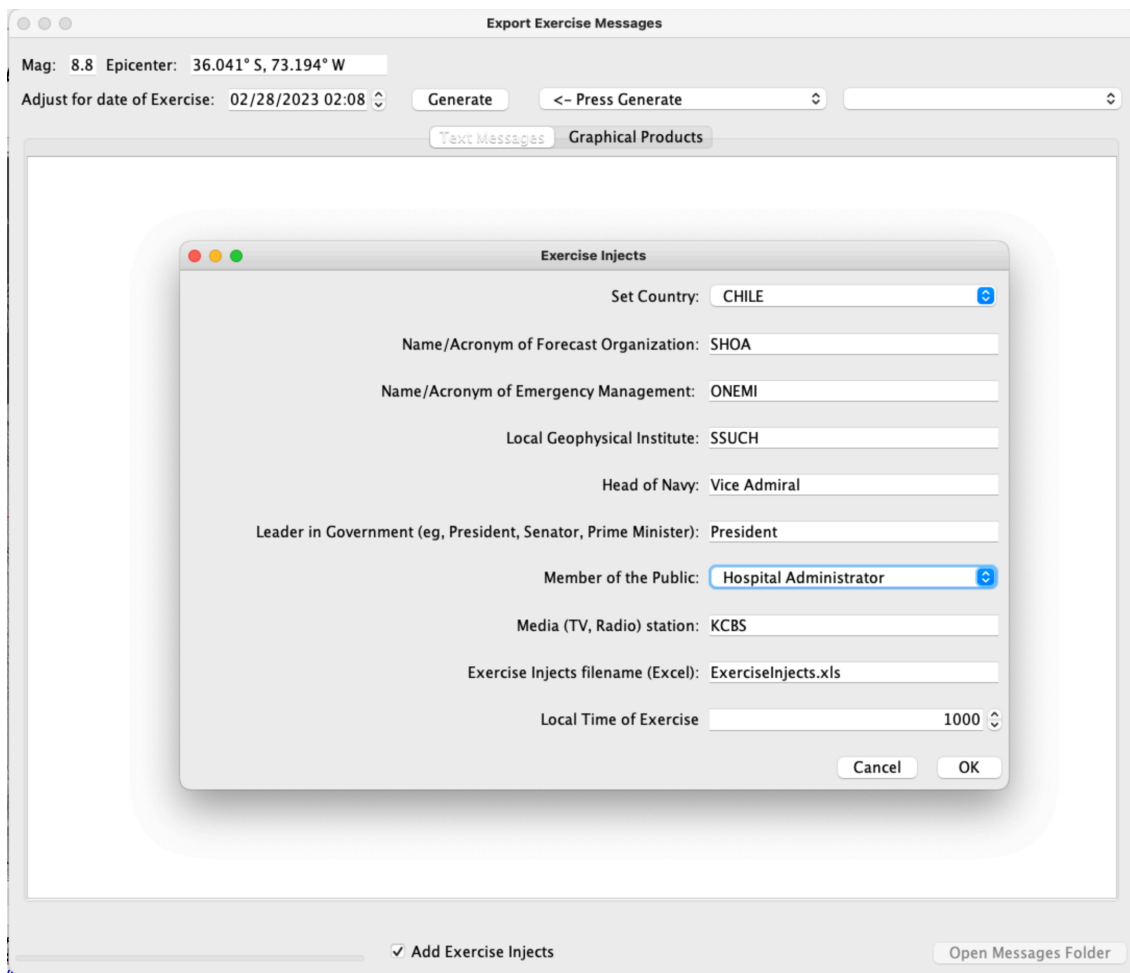 Export Exercise Messages
Mag: 8.8 Epicenter: 36.041° S, 73.194° W
Adjust for date of Exercise: 02/28/2023 02:08 Generate <- Press Generate
Text Messages Graphical Products
Exercise Injects
Set Country: CHILE
Name/Acronym of Forecast Organization: SHOA
Name/Acronym of Emergency Management: ONEMI
Local Geophysical Institute: SSUCH
Head of Navy: Vice Admiral
Leader in Government (eg, President, Senator, Prime Minister): President
Member of the Public: Hospital Administrator
Media (TV, Radio) station: KCBS
Exercise Injects filename (Excel): ExerciseInjects.xls
Local Time of Exercise 1000
Cancel OK
Add Exercise Injects Open Messages Folder